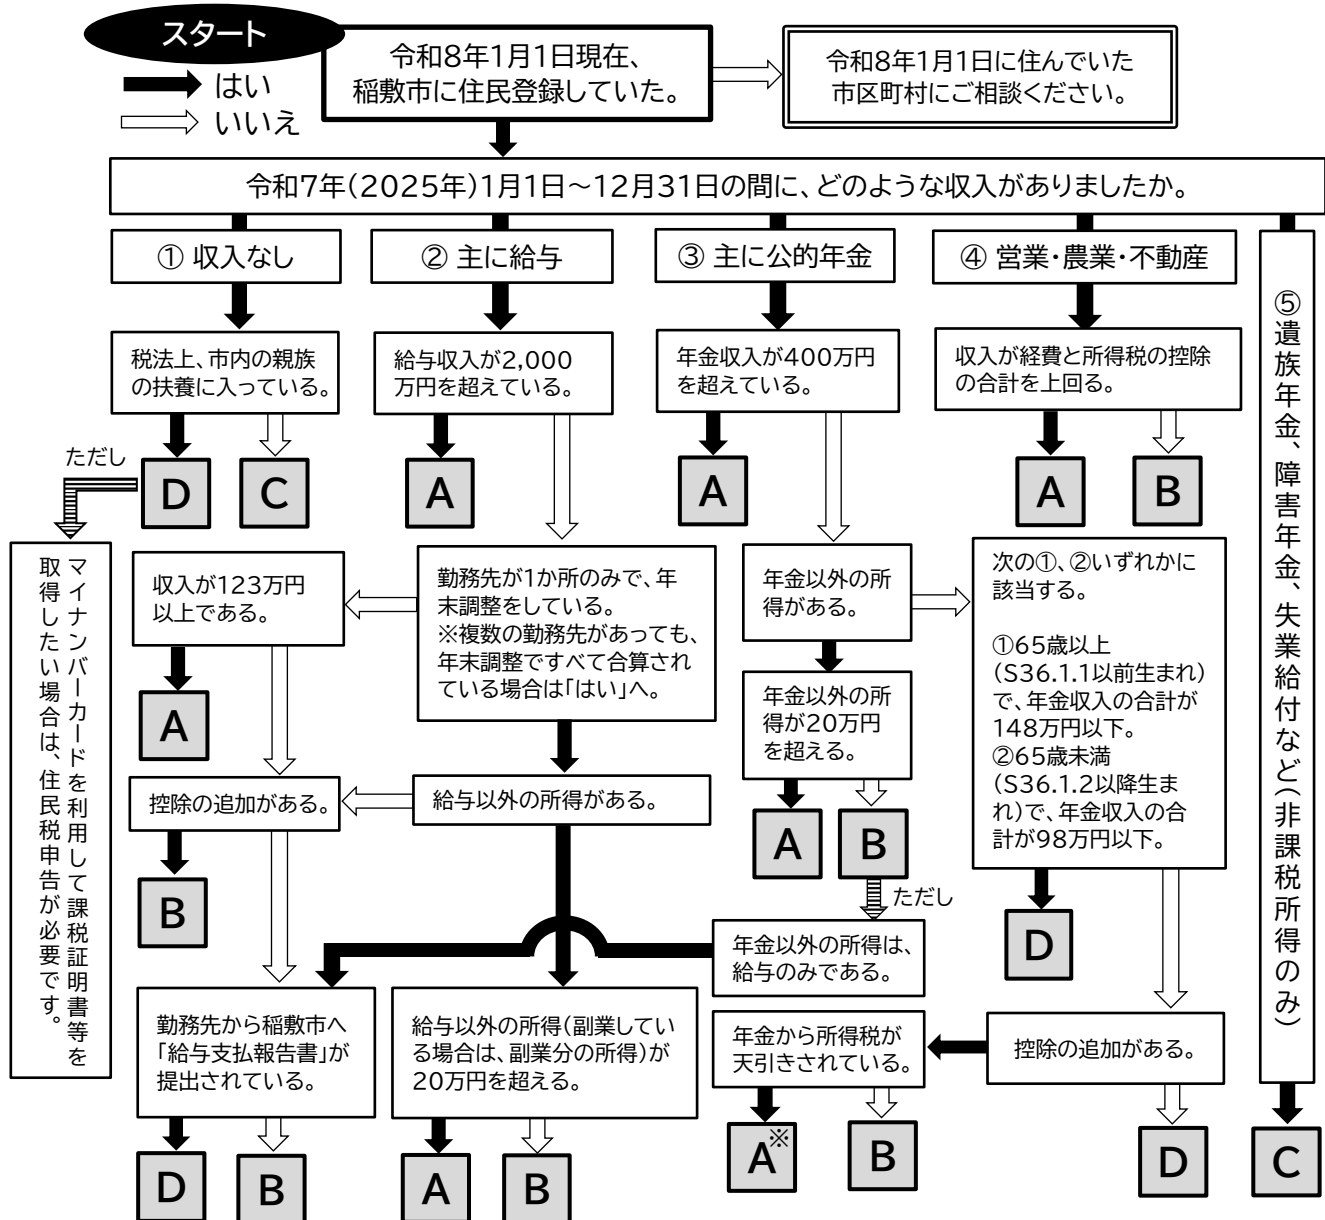 スタート
はい
いいえ
令和8年1月1日現在、
稲敷市に住民登録していた。
令和8年1月1日に住んでいた
市区町村にご相談ください。
令和7年(2025年)1月1日～12月31日の間に、どのような収入がありましたか。
① 収入なし
② 主に給与
③ 主に公的年金
④ 営業・農業・不動産
⑤遺族年金、障害年金、失業給付など(非課税所得のみ)
税法上、市内の親族
の扶養に入っている。
給与収入が2,000
万円を超えている。
年金収入が400万円
を超えている。
収入が経費と所得税の控除
の合計を上回る。
ただし
D
C
A
A
A
B
マイナンバーカードを利用して課税証明書等を
取得したい場合は、住民税申告が必要です。
収入が123万円
以上である。
勤務先が1か所のみで、年
末調整をしている。
※複数の勤務先があっても、
年末調整ですべて合算され
ている場合は「はい」へ。
年金以外の所
得がある。
次の①、②いずれかに
該当する。
①65歳以上
(S36.1.1以前生まれ)
で、年金収入の合計が
148万円以下。
②65歳未満
(S36.1.2以降生ま
れ)で、年金収入の合
計が98万円以下。
A
年金以外の所
得が20万円
を超える。
控除の追加がある。
給与以外の所得がある。
A
B
B
ただし
D
年金以外の所得は、
給与のみである。
勤務先から稲敷市へ
「給与支払報告書」が
提出されている。
給与以外の所得(副業してい
る場合は、副業分の所得)が
20万円を超える。
年金から所得税が
天引きされている。
控除の追加がある。
D
B
A
B
A※
B
D
C